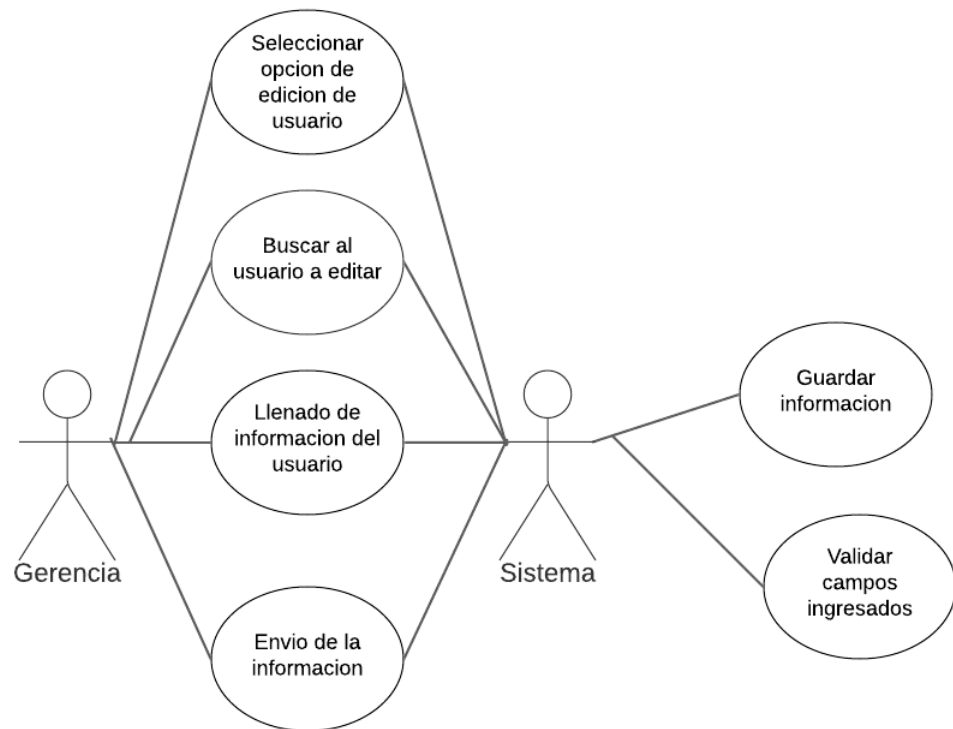 Seleccionar
opcion de
edicion de
usuario
Buscar al
usuario a editar
Llenado de
informacion del
usuario
Guardar
informacion
Gerencia
Sistema
Validar
campos
ingresados
Envio de la
informacion